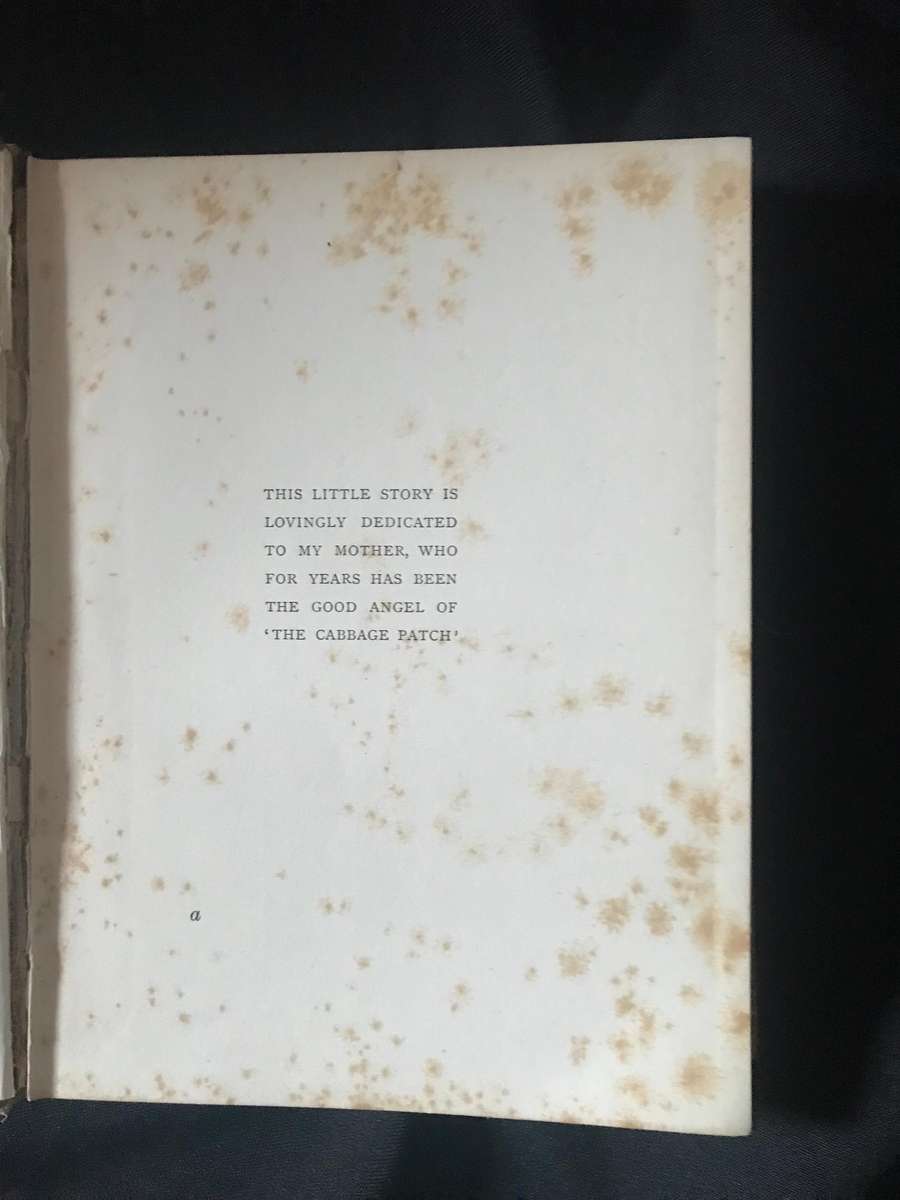 THIS LITTLE STORY IS
LOVINGLY DEDICATED
TO MY MOTHER, WHO
FOR YEARS HAS BEEN
THE GOOD ANGEL OF
‘THE CABBAGE PATCH’
a